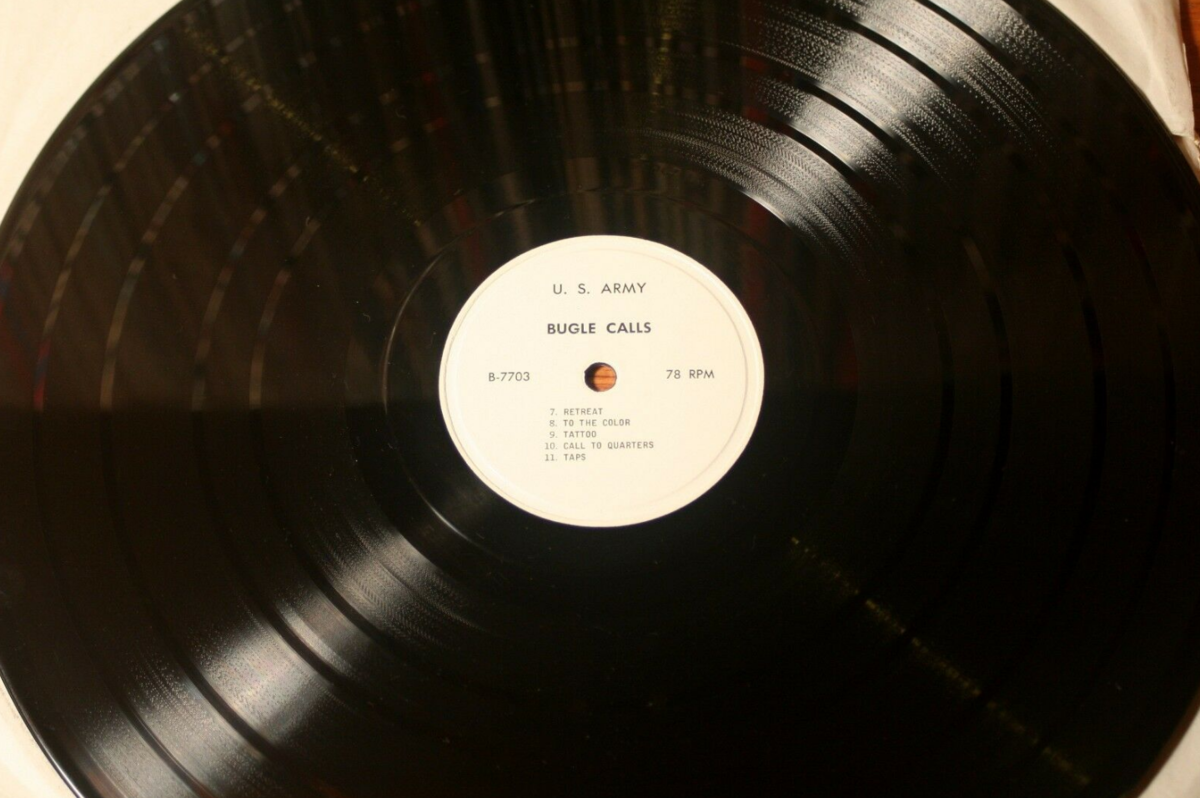 U. S. ARMY
BUGLE CALLS
B-7703 78 RPM
7. RETREAT
8. TO THE COLOR
9. TATTOO
10. CALL TO QUARTERS
11. TAPS